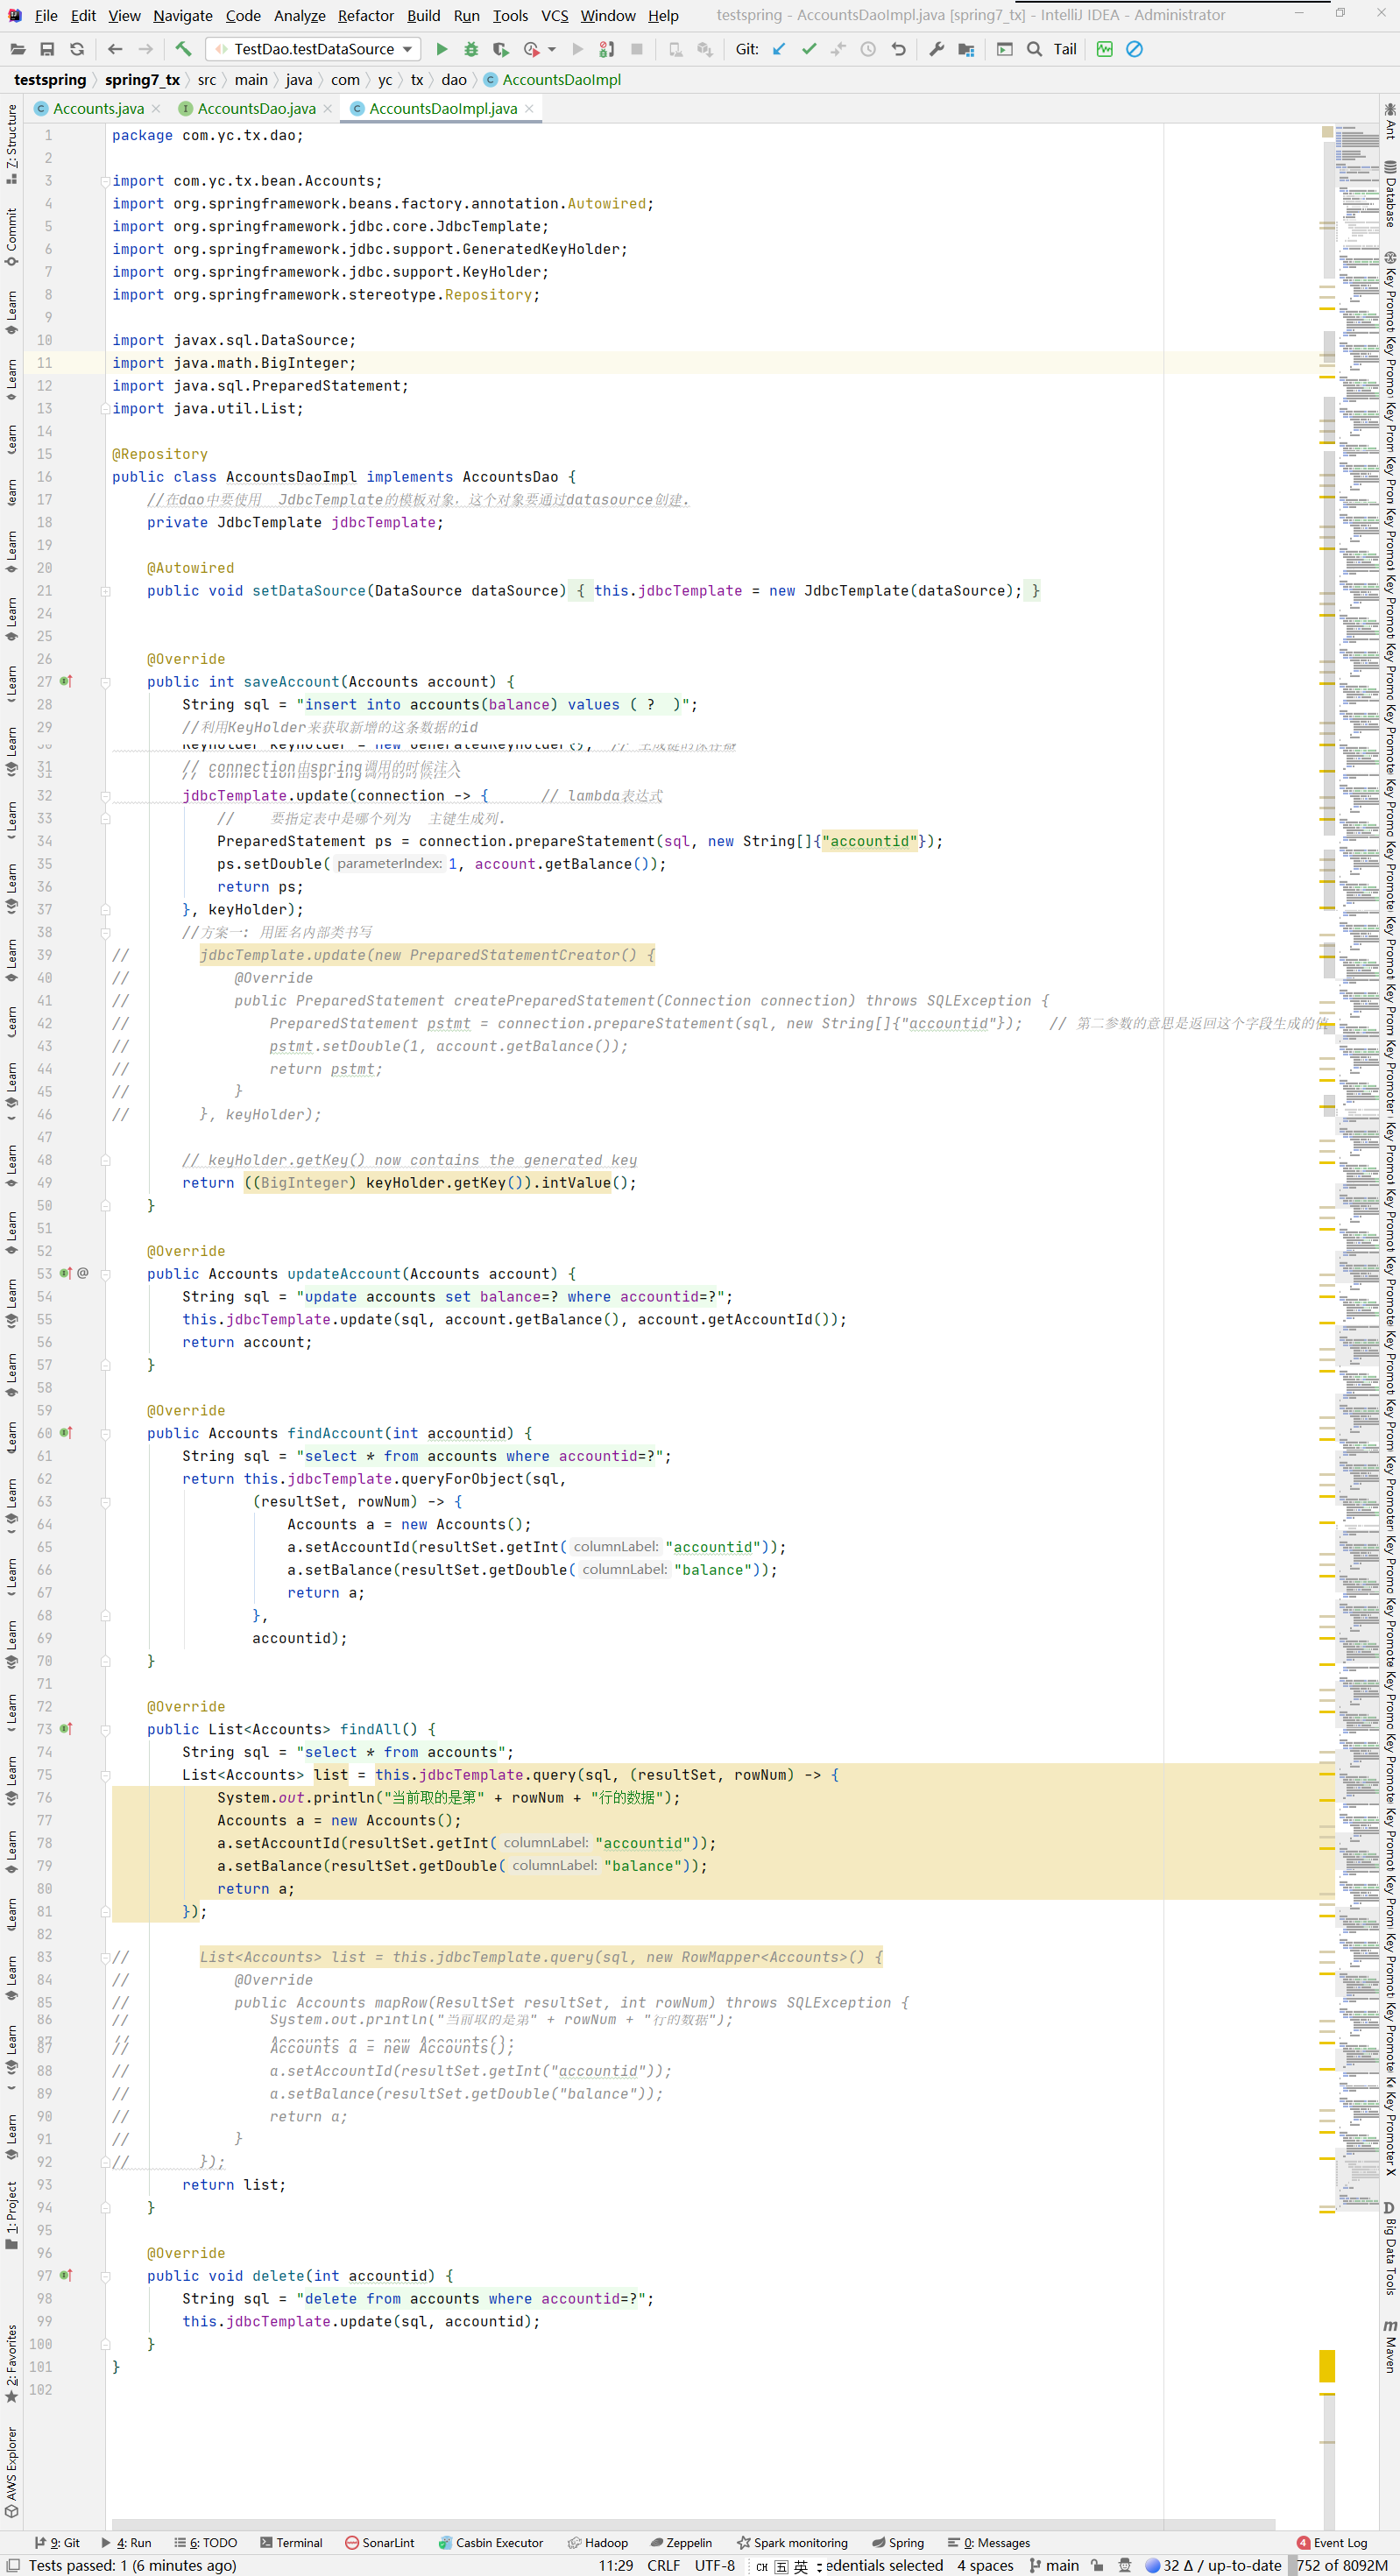 File Edit View Navigate Code Analyze Refactor Build Run Tools VCS Window Help testspring - AccountsDaoImpl.java [spring7_tx] - IntelliJ IDEA - Administrator
TestDao.testDataSource Git: Tail
testspring spring7_tx src main java com yc tx dao AccountsDaoImpl
Accounts.java AccountsDao.java AccountsDaoImpl.java
1 package com.yc.tx.dao;
2
3 import com.yc.tx.bean.Accounts;
4 import org.springframework.beans.factory.annotation.Autowired;
5 import org.springframework.jdbc.core.JdbcTemplate;
6 import org.springframework.jdbc.support.GeneratedKeyHolder;
7 import org.springframework.jdbc.support.KeyHolder;
8 import org.springframework.stereotype.Repository;
9
10 import javax.sql.DataSource;
11 import java.math.BigInteger;
12 import java.sql.PreparedStatement;
13 import java.util.List;
14
15 @Repository
16 public class AccountsDaoImpl implements AccountsDao {
17 //在dao中要使用 JdbcTemplate的模板对象，这个对象要通过datasource创建.
18 private JdbcTemplate jdbcTemplate;
19
20 @Autowired
21 public void setDataSource(DataSource dataSource) { this.jdbcTemplate = new JdbcTemplate(dataSource); }
24
25
26 @Override
27 public int saveAccount(Accounts account) {
28 String sql = "insert into accounts(balance) values ( ?  )";
29 //利用KeyHolder来获取新增的这条数据的id
30 KeyHolder keyHolder = new GeneratedKeyHolder(); //
31 // connection由spring调用的时候注入
32 jdbcTemplate.update(connection -> { // lambda表达式
33 // 要指定表中是哪个列为 主键生成列.
34 PreparedStatement ps = connection.prepareStatement(sql, new String[]{"accountid"});
35 ps.setDouble( parameterIndex: 1, account.getBalance());
36 return ps;
37 }, keyHolder);
38 //方案一: 用匿名内部类书写
39 // jdbcTemplate.update(new PreparedStatementCreator() {
40 // @Override
41 // public PreparedStatement createPreparedStatement(Connection connection) throws SQLException {
42 // PreparedStatement pstmt = connection.prepareStatement(sql, new String[]{"accountid"}); // 第二参数的意思是返回这个字段生成的值
43 // pstmt.setDouble(1, account.getBalance());
44 // return pstmt;
45 // }
46 // }, keyHolder);
47
48 // keyHolder.getKey() now contains the generated key
49 return ((BigInteger) keyHolder.getKey()).intValue();
50 }
51
52 @Override
53 @ public Accounts updateAccount(Accounts account) {
54 String sql = "update accounts set balance=? where accountid=?";
55 this.jdbcTemplate.update(sql, account.getBalance(), account.getAccountId());
56 return account;
57 }
58
59 @Override
60 public Accounts findAccount(int accountid) {
61 String sql = "select * from accounts where accountid=?";
62 return this.jdbcTemplate.queryForObject(sql,
63 (resultSet, rowNum) -> {
64 Accounts a = new Accounts();
65 a.setAccountId(resultSet.getInt( columnLabel: "accountid"));
66 a.setBalance(resultSet.getDouble( columnLabel: "balance"));
67 return a;
68 },
69 accountid);
70 }
71
72 @Override
73 public List<Accounts> findAll() {
74 String sql = "select * from accounts";
75 List<Accounts> list = this.jdbcTemplate.query(sql, (resultSet, rowNum) -> {
76 System.out.println("当前取的是第" + rowNum + "行的数据");
77 Accounts a = new Accounts();
78 a.setAccountId(resultSet.getInt( columnLabel: "accountid"));
79 a.setBalance(resultSet.getDouble( columnLabel: "balance"));
80 return a;
81 });
82
83 // List<Accounts> list = this.jdbcTemplate.query(sql, new RowMapper<Accounts>() {
84 // @Override
85 // public Accounts mapRow(ResultSet resultSet, int rowNum) throws SQLException {
86 // System.out.println("当前取的是第" + rowNum + "行的数据");
87 // Accounts a = new Accounts();
88 // a.setAccountId(resultSet.getInt("accountid"));
89 // a.setBalance(resultSet.getDouble("balance"));
90 // return a;
91 // }
92 // });
93 return list;
94 }
95
96 @Override
97 public void delete(int accountid) {
98 String sql = "delete from accounts where accountid=?";
99 this.jdbcTemplate.update(sql, accountid);
100 }
101 }
102
Z: Structure
Commit
Learn
1: Project
2: Favorites
AWS Explorer
Ant
Database
Key Promoter X
Big Data Tools
Maven
9: Git 4: Run 6: TODO Terminal SonarLint Casbin Executor Hadoop Zeppelin Spark monitoring Spring 0: Messages 4 Event Log
Tests passed: 1 (6 minutes ago) 11:29 CRLF UTF-8 CH 五 英 edentials selected 4 spaces main 32 Δ / up-to-date 752 of 8092M